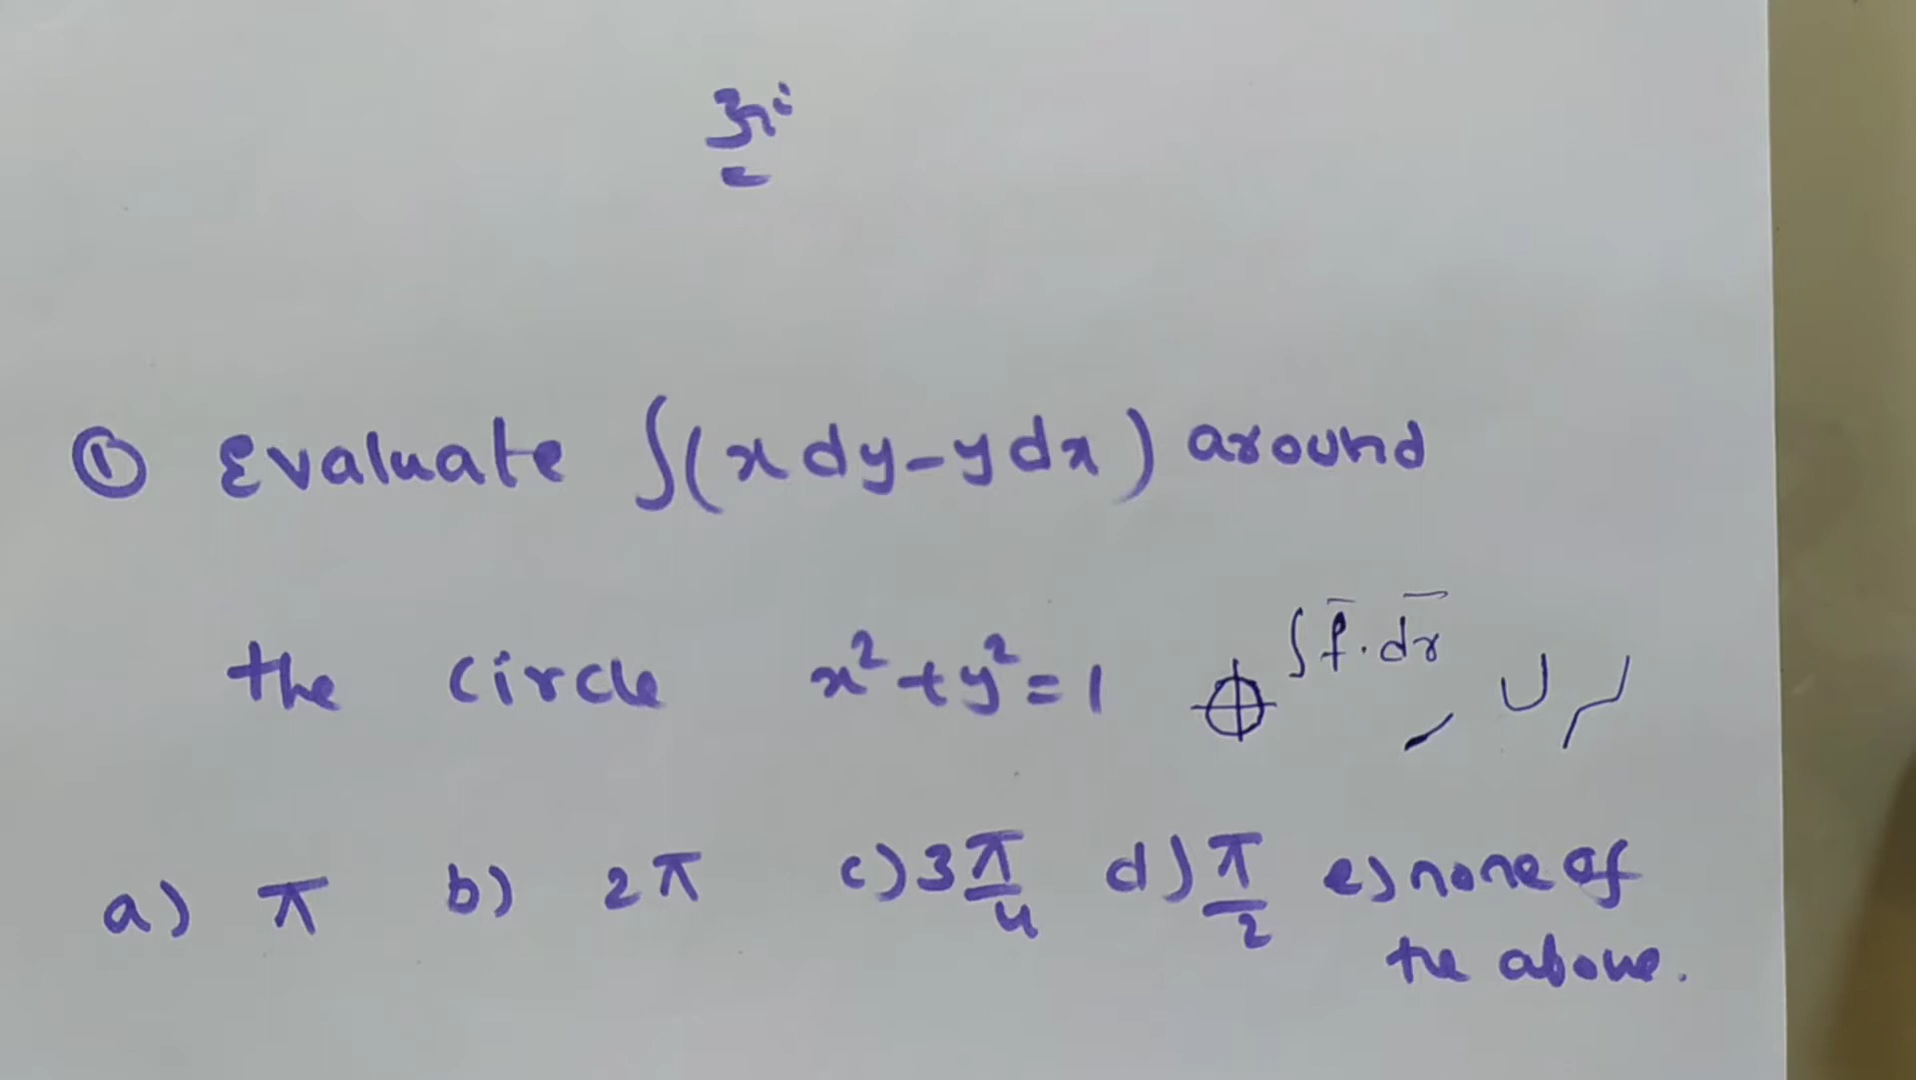 ① Evaluate ∫(x dy - y dx) around
the circle x² + y² = 1 ∫ f̄ . dr̄
a) π b) 2π c) 3π/4 d) π/2 e) none of
the above.